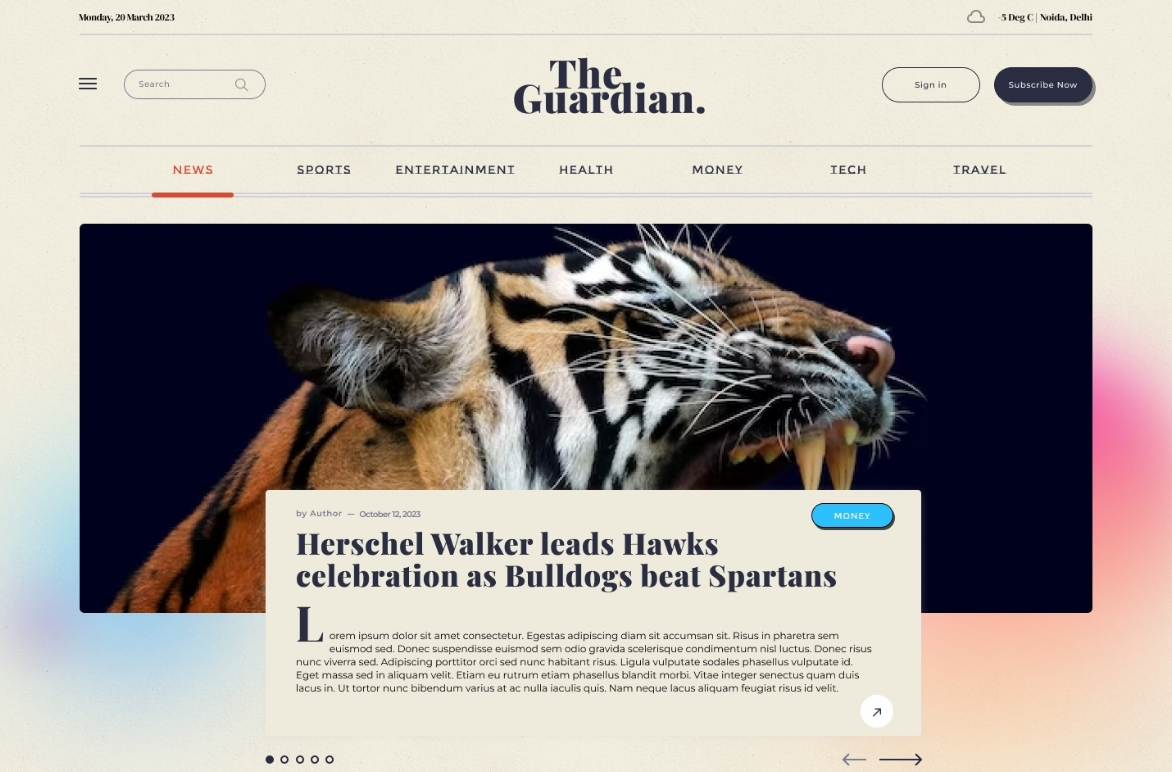 Monday, 20 March 2023
-5 Deg C | Noida, Delhi
Search
The
Guardian.
Sign in
Subscribe Now
NEWS
SPORTS
ENTERTAINMENT
HEALTH
MONEY
TECH
TRAVEL
by Author — October 12, 2023
MONEY
Herschel Walker leads Hawks
celebration as Bulldogs beat Spartans
Lorem ipsum dolor sit amet consectetur. Egestas adipiscing diam sit accumsan sit. Risus in pharetra sem
euismod sed. Donec suspendisse euismod sem odio gravida scelerisque condimentum nisl luctus. Donec risus
nunc viverra sed. Adipiscing porttitor orci sed nunc habitant risus. Ligula vulputate sodales phasellus vulputate id.
Eget massa sed in aliquam velit. Etiam eu rutrum etiam phasellus blandit morbi. Vitae integer senectus quam duis
lacus in. Ut tortor nunc bibendum varius at ac nulla iaculis quis. Nam neque lacus aliquam feugiat risus id velit.